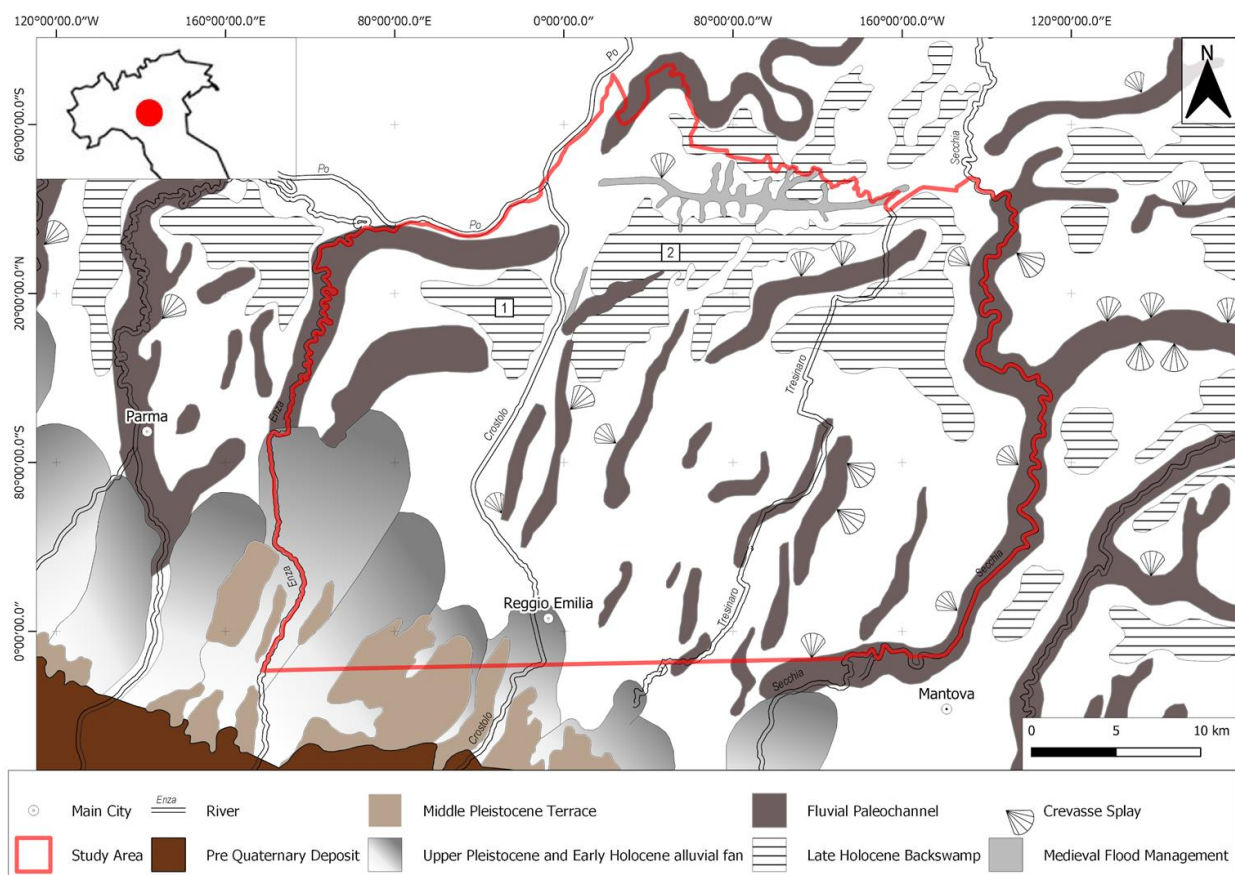 120°00'00.0"W 160°00'00.0"W 80°00'00.0"W 0°00'00.0" 80°00'00.0"E 160°00'00.0"W 120°00'00.0"E
60°00'00.0"S
20°00'00.0"N
80°00'00.0"S
0°00'00.0"
N
Po
Po
Po
Secchia
2
1
Tresinaro
Enza
Parma
Crostolo
Enza
Secchia
Reggio Emilia
Tresinaro
Secchia
Mantova
Crostolo
0 5 10 km
Main City
Enza
River
Middle Pleistocene Terrace
Fluvial Paleochannel
Crevasse Splay
Study Area
Pre Quaternary Deposit
Upper Pleistocene and Early Holocene alluvial fan
Late Holocene Backswamp
Medieval Flood Management